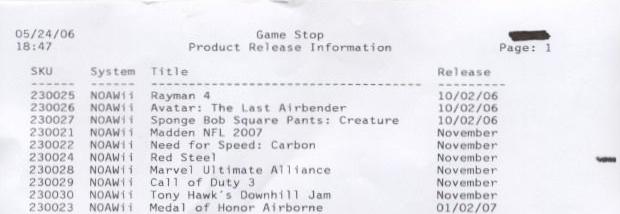 05/24/06 Game Stop
18:47 Product Release Information Page: 1
SKU System Title Release
230025 NOAWii Rayman 4 10/02/06
230026 NOAWii Avatar: The Last Airbender 10/02/06
230027 NOAWii Sponge Bob Square Pants: Creature 10/02/06
230021 NOAWii Madden NFL 2007 November
230022 NOAWii Need for Speed: Carbon November
230024 NOAWii Red Steel November
230028 NOAWii Marvel Ultimate Alliance November
230029 NOAWii Call of Duty 3 November
230030 NOAWii Tony Hawk's Downhill Jam November
230023 NOAWii Medal of Honor Airborne 01/02/07